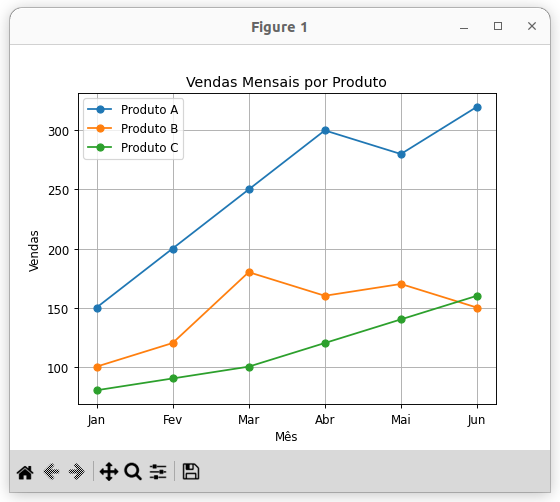 Figure 1
Vendas Mensais por Produto
Produto A
Produto B
Produto C
300
250
200
150
100
Vendas
Jan Fev Mar Abr Mai Jun
Mês